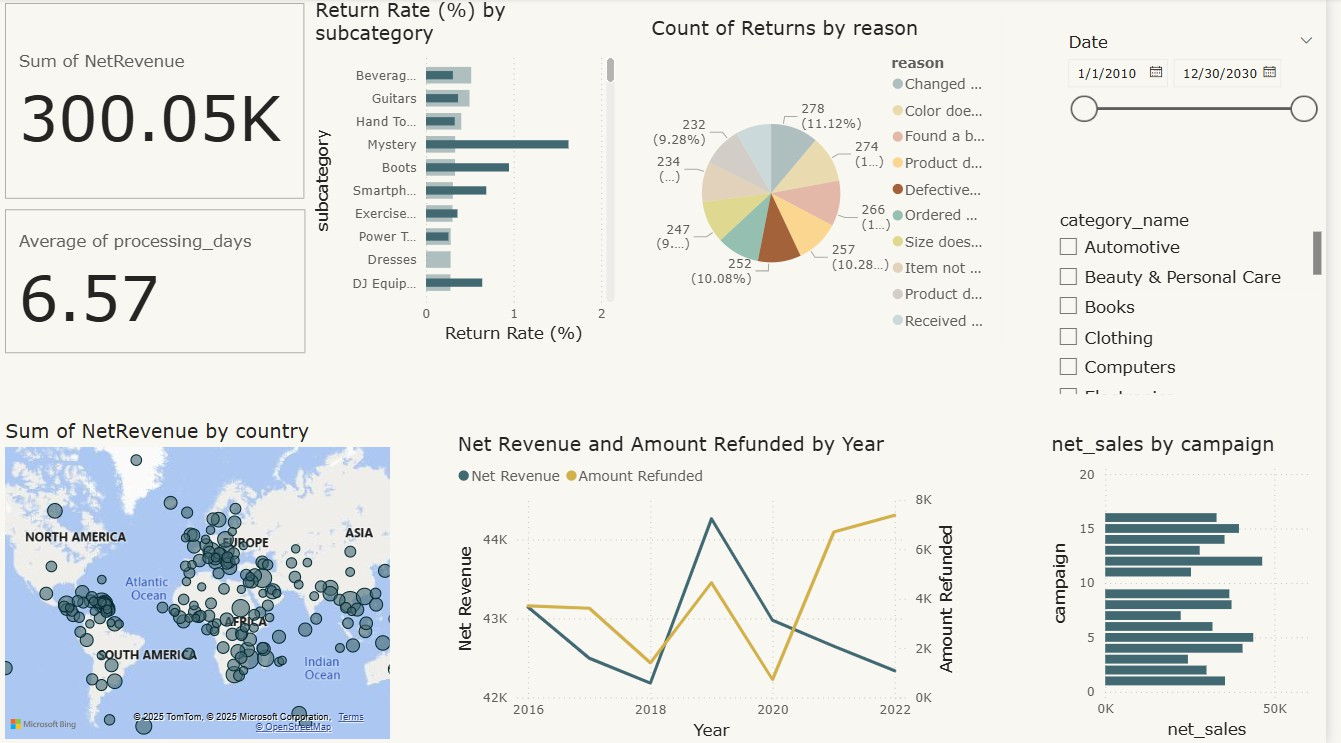 Sum of NetRevenue
300.05K
Average of processing_days
6.57
Return Rate (%) by
subcategory
subcategory
Beverag...
Guitars
Hand To...
Mystery
Boots
Smartph...
Exercise...
Power T...
Dresses
DJ Equip...
0
1
2
Return Rate (%)
Count of Returns by reason
278
(11.12%)
274
(1...)
266
(1...)
257
(10.28...)
252
(10.08%)
247
(9....)
234
(...)
232
(9.28%)
reason
Changed ...
Color doe...
Found a b...
Product d...
Defective...
Ordered ...
Size does...
Item not ...
Product d...
Received ...
Date
1/1/2010
12/30/2030
category_name
Automotive
Beauty & Personal Care
Books
Clothing
Computers
Sum of NetRevenue by country
NORTH AMERICA
EUROPE
ASIA
Atlantic
Ocean
AFRICA
SOUTH AMERICA
Indian
Ocean
Microsoft Bing
© 2025 TomTom, © 2025 Microsoft Corporation, Terms
© OpenStreetMap
Net Revenue and Amount Refunded by Year
Net Revenue
Amount Refunded
Net Revenue
44K
43K
42K
8K
6K
4K
2K
0K
Amount Refunded
2016
2018
2020
2022
Year
net_sales by campaign
campaign
20
15
10
5
0
0K
50K
net_sales